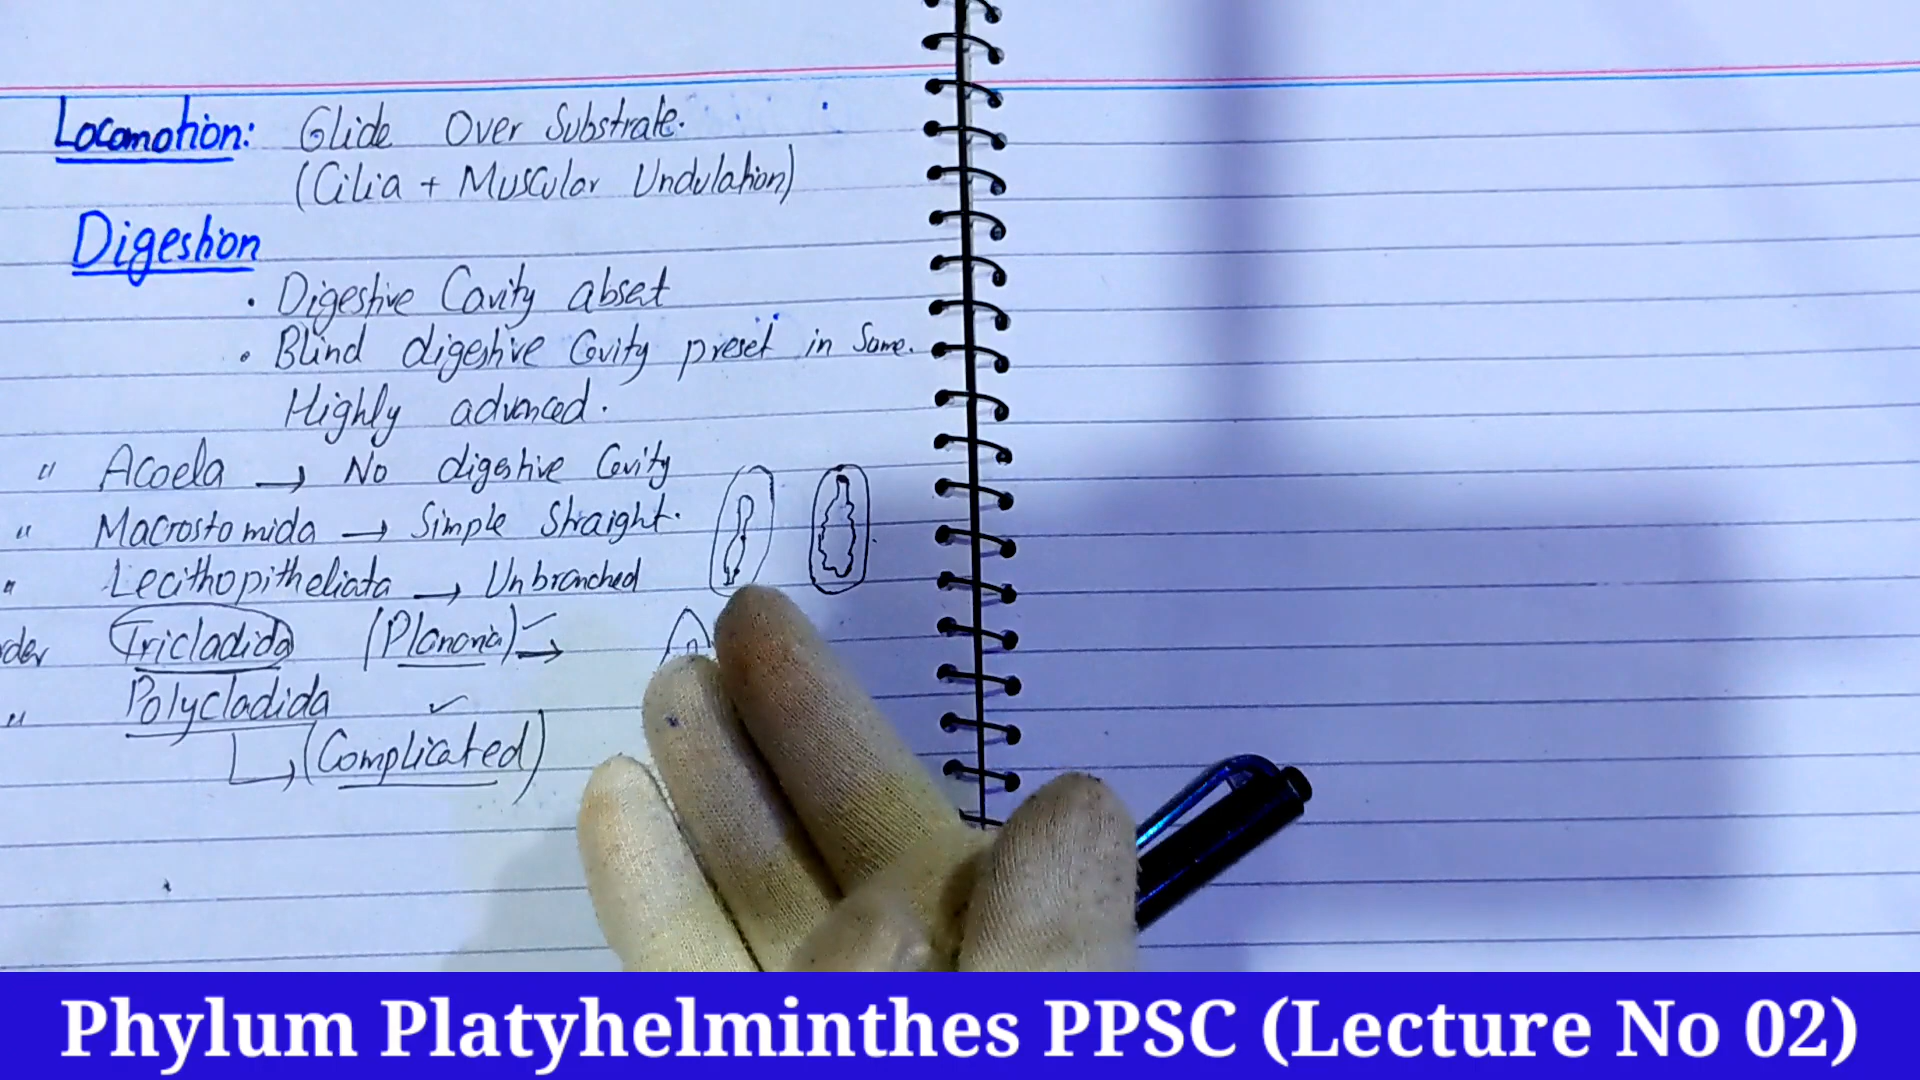 Locomotion: Glide Over Substrate.
(Cilia + Muscular Undulation)
Digestion
• Digestive Cavity abset
• Blind digestive Cavity preset in Some.
Highly advanced.
" Acoela → No digestive Cavity
" Macrostomida → Simple Straight.
" Lecithopitheliata → Unbranched
rder Tricladida (Planaria) →
" Polycladida
(Complicated)
Phylum Platyhelminthes PPSC (Lecture No 02)